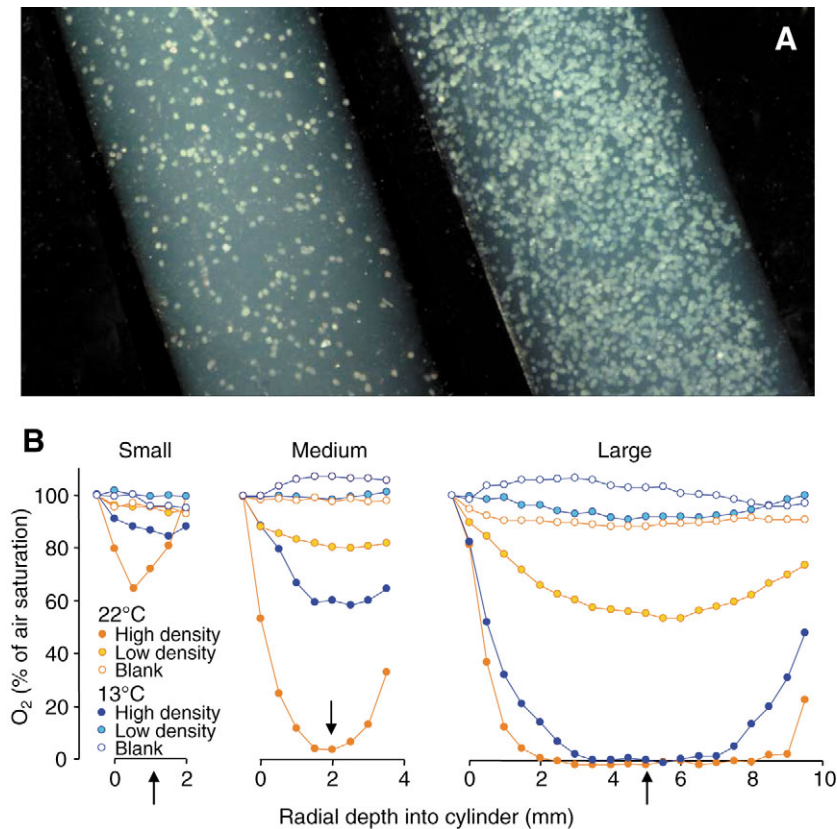 A
B
Small Medium Large
100
80
60
40
20
0
O2 (% of air saturation)
22°C
High density
Low density
Blank
13°C
High density
Low density
Blank
0 2 0 2 4 0 2 4 6 8 10
Radial depth into cylinder (mm)